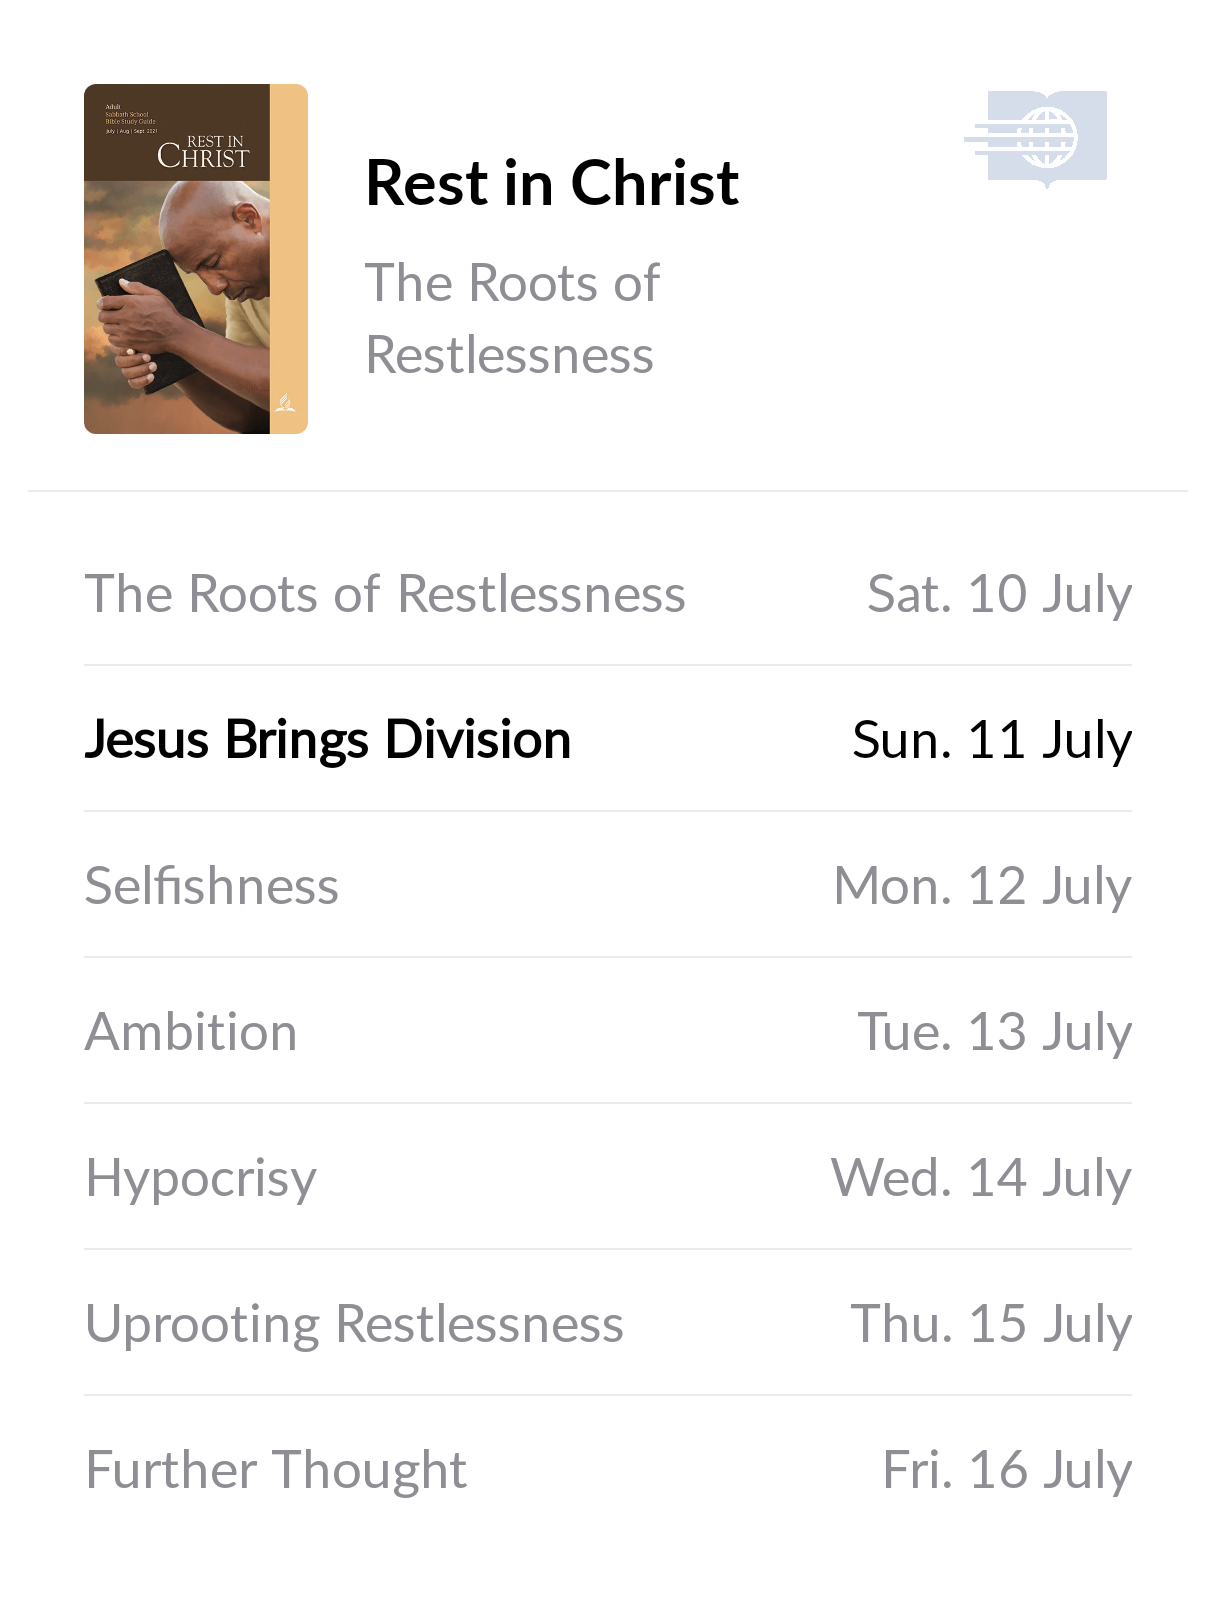 Adult
Sabbath School
Bible Study Guide
July | Aug | Sept 2021
REST IN
CHRIST
Rest in Christ
The Roots of
Restlessness
The Roots of Restlessness Sat. 10 July
Jesus Brings Division Sun. 11 July
Selfishness Mon. 12 July
Ambition Tue. 13 July
Hypocrisy Wed. 14 July
Uprooting Restlessness Thu. 15 July
Further Thought Fri. 16 July